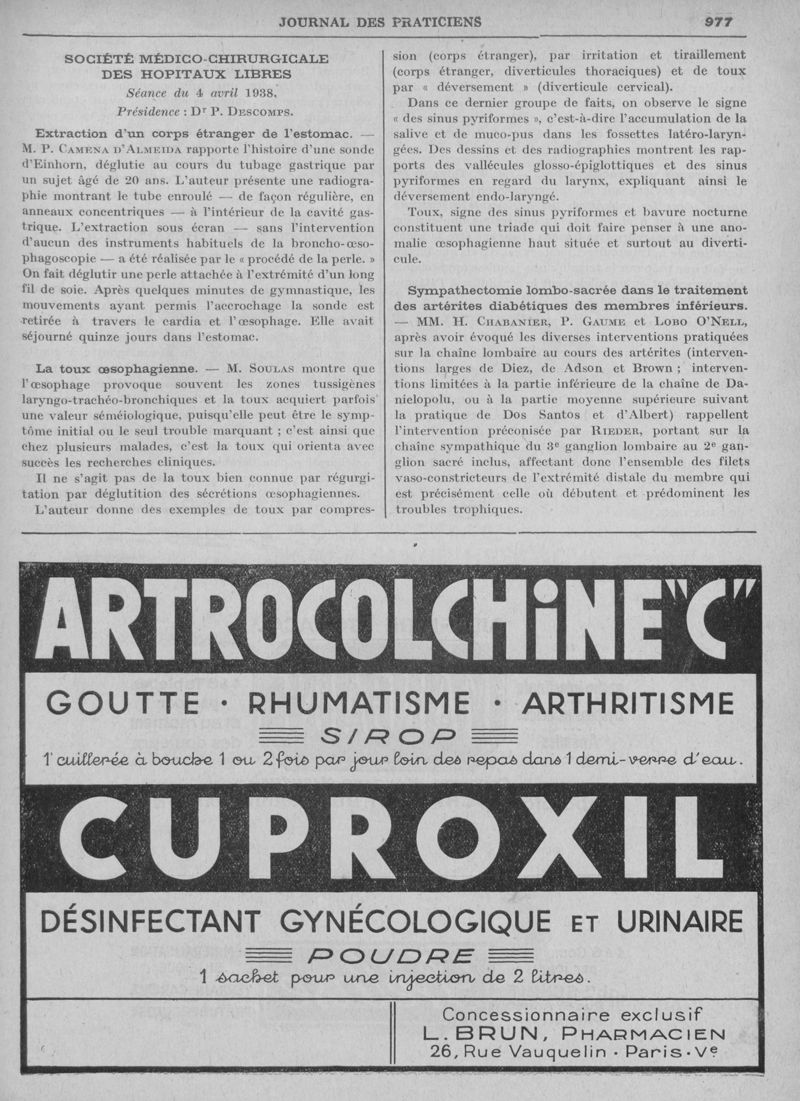 JOURNAL DES PRATICIENS 977
SOCIÉTÉ MÉDICO-CHIRURGICALE
DES HOPITAUX LIBRES
Séance du 4 avril 1938.
Présidence : Dr P. DESCOMPS.
Extraction d'un corps étranger de l'estomac. —
M. P. CAMENA D'ALMEIDA rapporte l'histoire d'une sonde
d'Einhorn, déglutie au cours du tubage gastrique par
un sujet âgé de 20 ans. L'auteur présente une radiogra-
phie montrant le tube enroulé — de façon régulière, en
anneaux concentriques — à l'intérieur de la cavité gas-
trique. L'extraction sous écran — sans l'intervention
d'aucun des instruments habituels de la broncho-œso-
phagoscopie — a été réalisée par le « procédé de la perle. »
On fait déglutir une perle attachée à l'extrémité d'un long
fil de soie. Après quelques minutes de gymnastique, les
mouvements ayant permis l'accrochage la sonde est
retirée à travers le cardia et l'œsophage. Elle avait
séjourné quinze jours dans l'estomac.
La toux œsophagienne. — M. SOULAS montre que
l'œsophage provoque souvent les zones tussigènes
laryngo-trachéo-bronchiques et la toux acquiert parfois
une valeur séméiologique, puisqu'elle peut être le symp-
tôme initial ou le seul trouble marquant ; c'est ainsi que
chez plusieurs malades, c'est la toux qui orienta avec
succès les recherches cliniques.
Il ne s'agit pas de la toux bien connue par régurgi-
tation par déglutition des sécrétions œsophagiennes.
L'auteur donne des exemples de toux par compres-
sion (corps étranger), par irritation et tiraillement
(corps étranger, diverticules thoraciques) et de toux
par « déversement » (diverticule cervical).
Dans ce dernier groupe de faits, on observe le signe
« des sinus pyriformes », c'est-à-dire l'accumulation de la
salive et de muco-pus dans les fossettes latéro-laryn-
gées. Des dessins et des radiographies montrent les rap-
ports des vallécules glosso-épiglottiques et des sinus
pyriformes en regard du larynx, expliquant ainsi le
déversement endo-laryngé.
Toux, signe des sinus pyriformes et bavure nocturne
constituent une triade qui doit faire penser à une ano-
malie œsophagienne haut située et surtout au diverti-
cule.
Sympathectomie lombo-sacrée dans le traitement
des artérites diabétiques des membres inférieurs.
— MM. H. CHABANIER, P. GAUME et LOBO O'NELL,
après avoir évoqué les diverses interventions pratiquées
sur la chaîne lombaire au cours des artérites (interven-
tions larges de Diez, de Adson et Brown ; interven-
tions limitées à la partie inférieure de la chaîne de Da-
nielopolu, ou à la partie moyenne supérieure suivant
la pratique de Dos Santos et d'Albert) rappellent
l'intervention préconisée par RIEDER, portant sur la
chaîne sympathique du 3e ganglion lombaire au 2e gan-
glion sacré inclus, affectant donc l'ensemble des filets
vaso-constricteurs de l'extrémité distale du membre qui
est précisément celle où débutent et prédominent les
troubles trophiques.
ARTROCOLCHINE "C"
GOUTTE • RHUMATISME • ARTHRITISME
SIROP
1 cuillerée à bouche 1 ou 2 fois par jour loin des repas dans 1 demi-verre d'eau.
CUPROXIL
DÉSINFECTANT GYNÉCOLOGIQUE ET URINAIRE
POUDRE
1 sachet pour une injection de 2 litres.
Concessionnaire exclusif
L. BRUN, PHARMACIEN
26, Rue Vauquelin • Paris • Ve